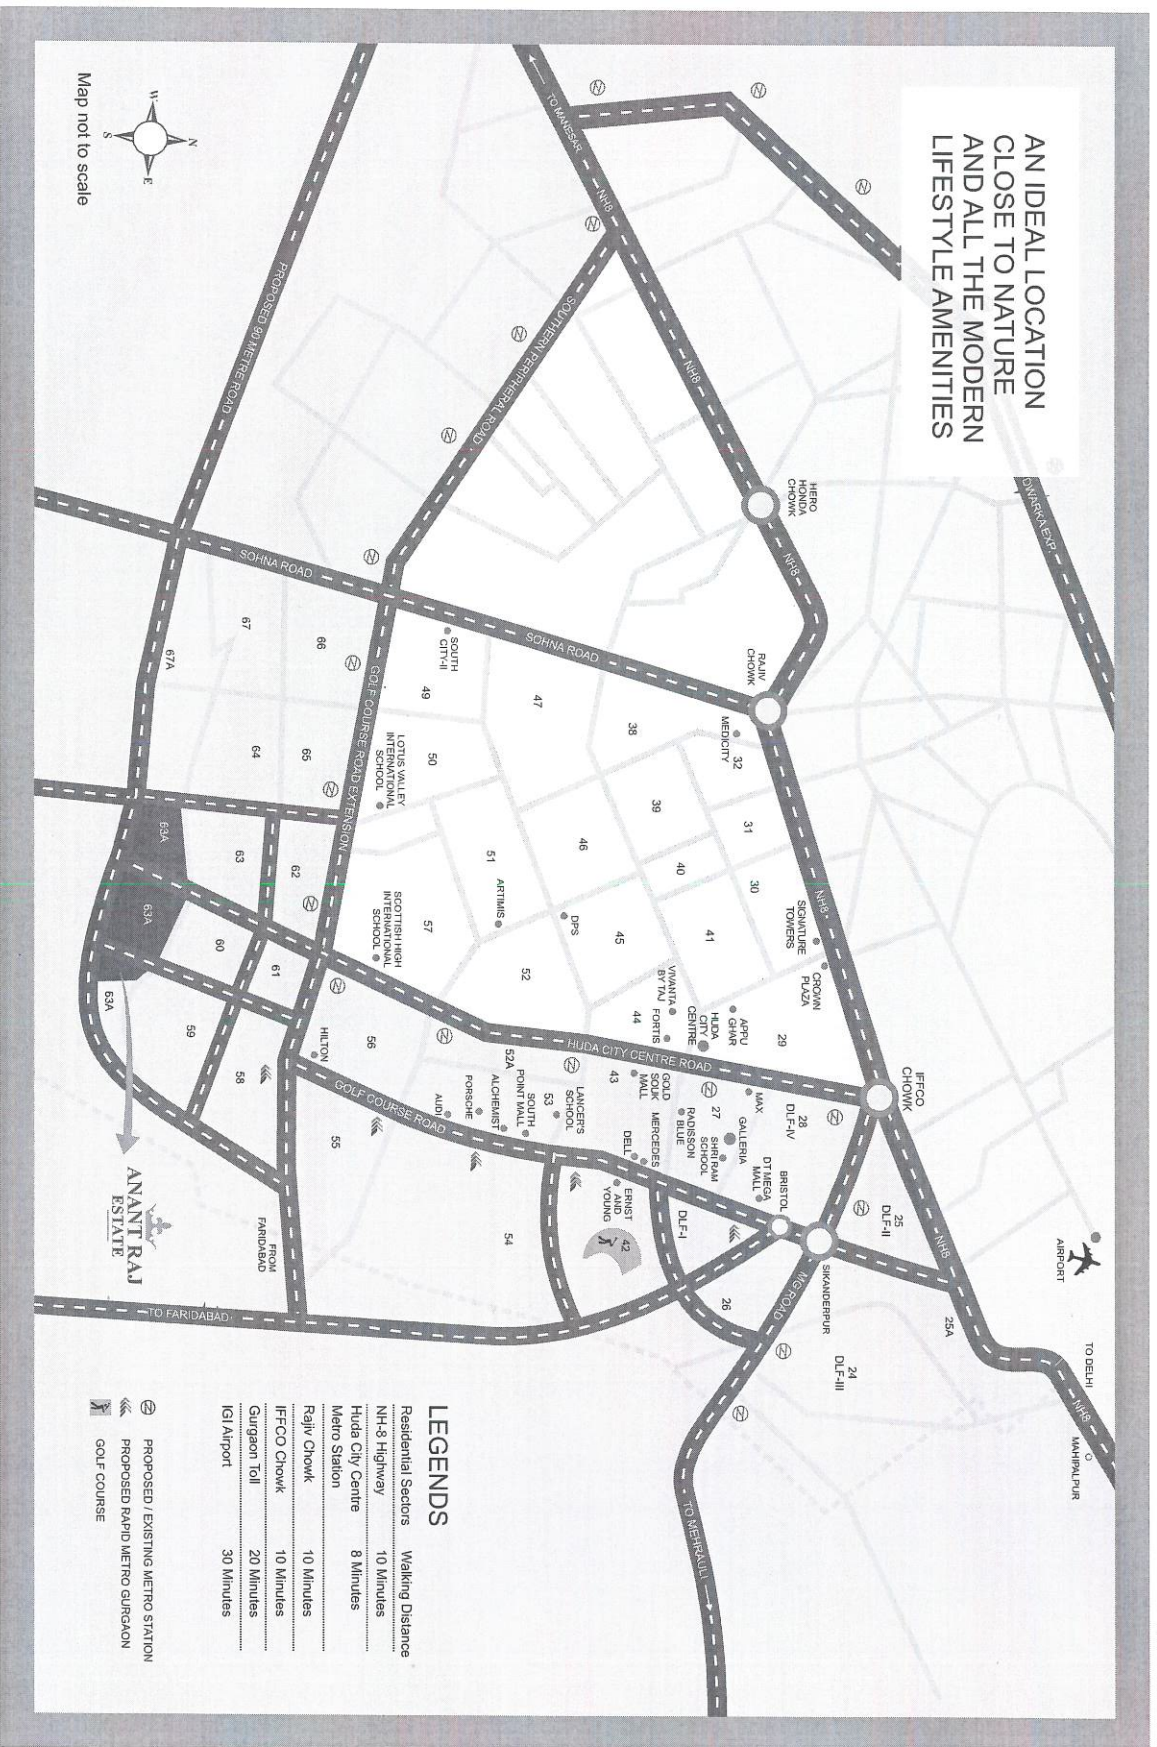 AN IDEAL LOCATION
CLOSE TO NATURE
AND ALL THE MODERN
LIFESTYLE AMENITIES
DWARKA EXP.
AIRPORT
TO DELHI
NH8
MAHIPALPUR
HERO
HONDA
CHOWK
NH8
RAJIV
CHOWK
NH8
SIGNATURE
TOWERS
CROWN
PLAZA
IFFCO
CHOWK
NH8
25
DLF-II
25A
24
DLF-III
SIKANDERPUR
MG ROAD
TO MEHRAULI
TO MANESAR
NH8
NH8
SOUTHERN PERIPHERAL ROAD
MEDICITY
32
31
30
29
28
DLF-IV
27
26
38
39
40
41
APPU
GHAR
HUDA
CITY
CENTRE
VIVANTA
BY TAJ
FORTIS
44
HUDA CITY CENTRE ROAD
MAX
GALLERIA
SHRI RAM
SCHOOL
RADISSON
BLUE
DT MEGA
MALL
BRISTOL
GOLD
SOUK
MALL
43
MERCEDES
DELL
DLF-I
ERNST
AND
YOUNG
42
SOHNA ROAD
47
46
45
DPS
SOUTH
CITY-II
49
50
51
ARTIMIS
52
52A
LANCER'S
SCHOOL
53
SOUTH
POINT MALL
ALCHEMIST
PORSCHE
AUDI
54
LOTUS VALLEY
INTERNATIONAL
SCHOOL
SCOTTISH HIGH
INTERNATIONAL
SCHOOL
57
56
55
HILTON
GOLF COURSE ROAD
GOLF COURSE ROAD EXTENSION
PROPOSED 90 METRE ROAD
SOHNA ROAD
66
67
67A
65
64
62
63
63A
63A
63A
61
60
59
58
FROM
FARIDABAD
TO FARIDABAD
ANANT RAJ
ESTATE
N
W
E
S
Map not to scale
LEGENDS
Residential Sectors Walking Distance
NH-8 Highway 10 Minutes
Huda City Centre 8 Minutes
Metro Station
Rajiv Chowk 10 Minutes
IFFCO Chowk 10 Minutes
Gurgaon Toll 20 Minutes
IGI Airport 30 Minutes
PROPOSED / EXISTING METRO STATION
PROPOSED RAPID METRO GURGAON
GOLF COURSE